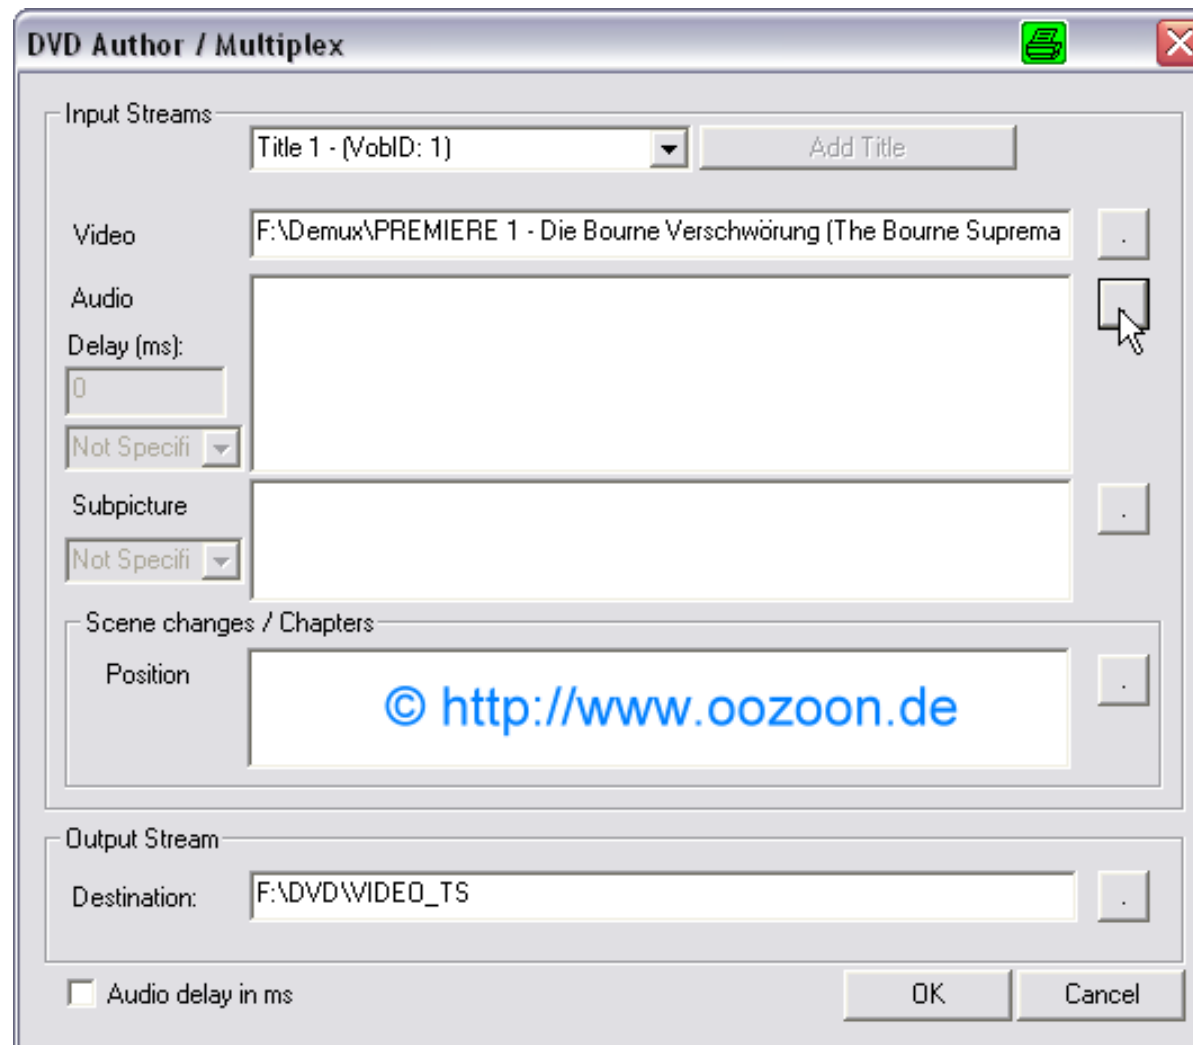 DVD Author / Multiplex
Input Streams
Title 1 - (VobID: 1)
Add Title
Video
F:\Demux\PREMIERE 1 - Die Bourne Verschwörung (The Bourne Suprema
.
Audio
Delay (ms):
0
Not Specifi
Subpicture
.
Not Specifi
Scene changes / Chapters
Position
© http://www.oozoon.de
.
Output Stream
Destination:
F:\DVD\VIDEO_TS
.
Audio delay in ms
OK
Cancel